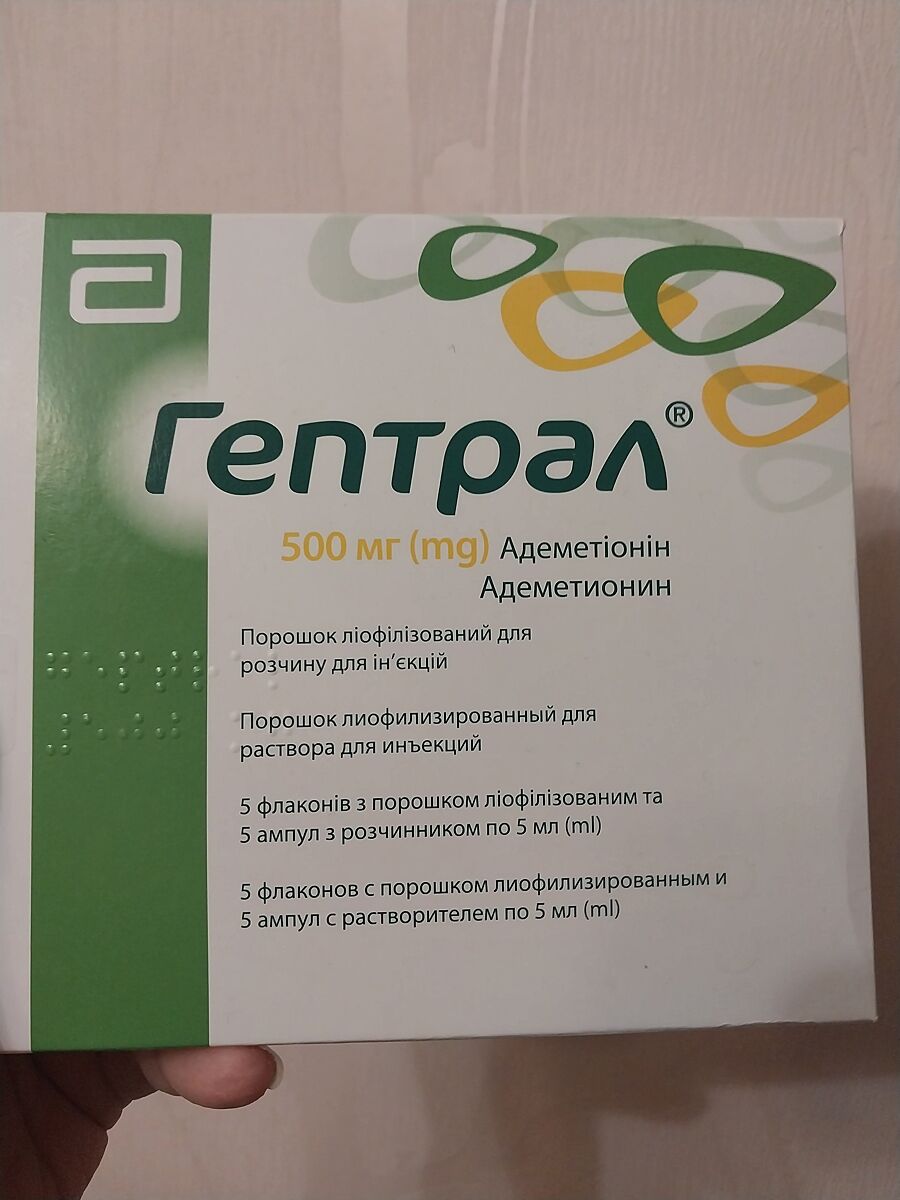 Гептрал®
500 мг (mg) Адеметіонін
Адеметионин
Порошок ліофілізований для
розчину для ін’єкцій
Порошок лиофилизированный для
раствора для инъекций
5 флаконів з порошком ліофілізованим та
5 ампул з розчинником по 5 мл (ml)
5 флаконов с порошком лиофилизированным и
5 ампул с растворителем по 5 мл (ml)